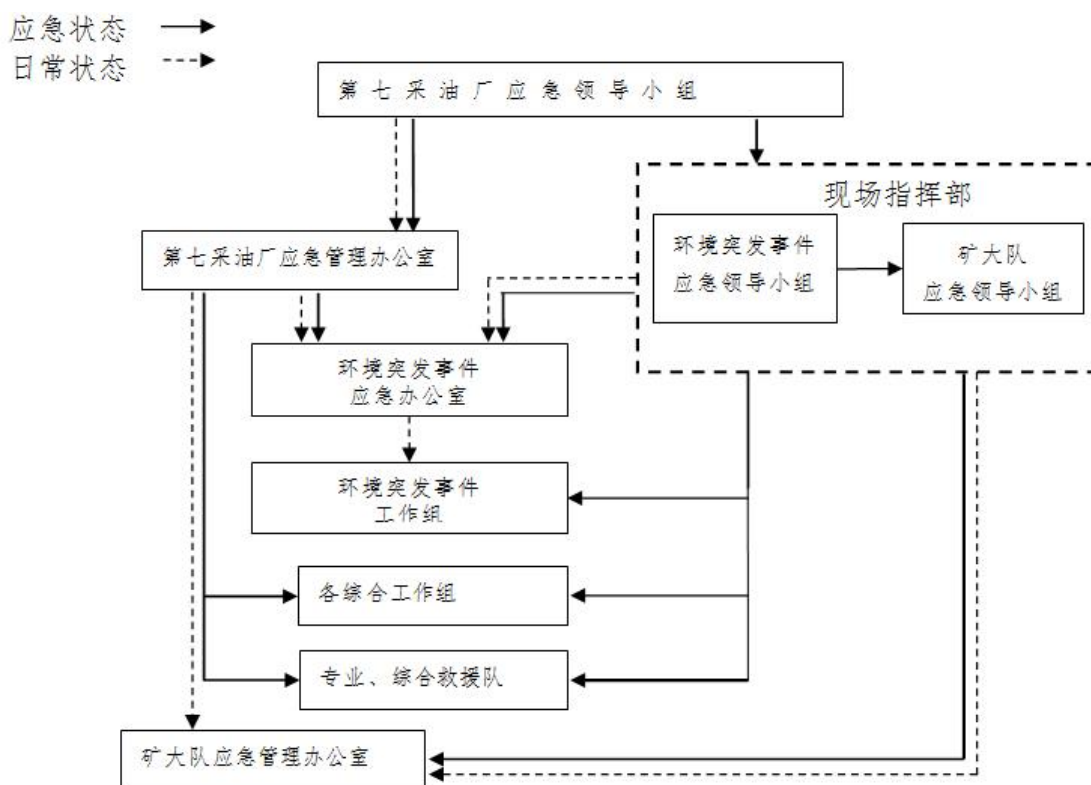 应急状态
日常状态
第七采油厂应急领导小组
现场指挥部
环境突发事件
应急领导小组
矿大队
应急领导小组
第七采油厂应急管理办公室
环境突发事件
应急办公室
环境突发事件
工作组
各综合工作组
专业、综合救援队
矿大队应急管理办公室